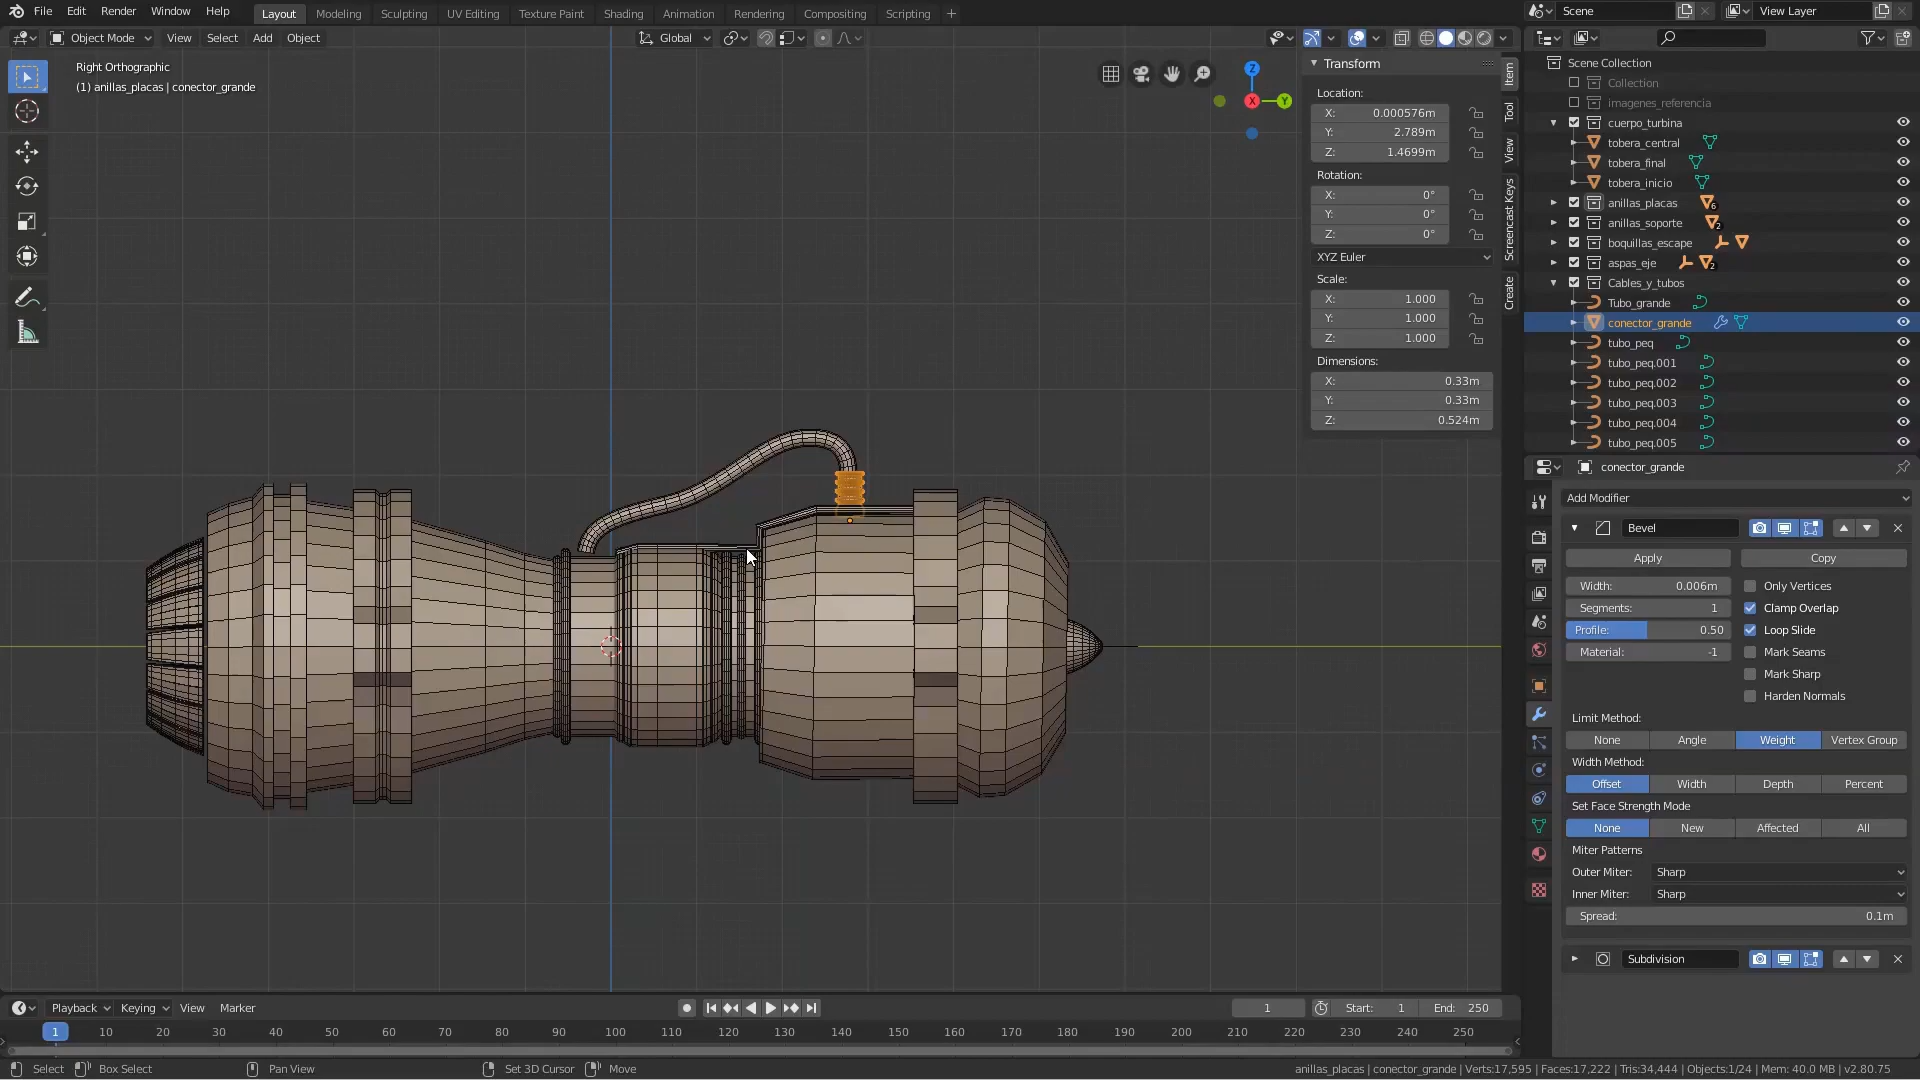 File Edit Render Window Help Layout Modeling Sculpting UV Editing Texture Paint Shading Animation Rendering Compositing Scripting + Scene View Layer
Object Mode View Select Add Object Global
Right Orthographic
(1) anillas_placas | conector_grande
Z
X
Y
Transform
Location:
X: 0.000576m
Y: 2.789m
Z: 1.4699m
Rotation:
X: 0°
Y: 0°
Z: 0°
XYZ Euler
Scale:
X: 1.000
Y: 1.000
Z: 1.000
Dimensions:
X: 0.33m
Y: 0.33m
Z: 0.524m
Item
Tool
View
Screencast Keys
Create
Scene Collection
Collection
imagenes_referencia
cuerpo_turbina
tobera_central
tobera_final
tobera_inicio
anillas_placas 6
anillas_soporte 2
boquillas_escape
aspas_eje 2
Cables_y_tubos
Tubo_grande
conector_grande
tubo_peq
tubo_peq.001
tubo_peq.002
tubo_peq.003
tubo_peq.004
tubo_peq.005
conector_grande
Add Modifier
Bevel
Apply Copy
Width: 0.006m Only Vertices
Segments: 1 Clamp Overlap
Profile: 0.50 Loop Slide
Material: -1 Mark Seams
Mark Sharp
Harden Normals
Limit Method:
None Angle Weight Vertex Group
Width Method:
Offset Width Depth Percent
Set Face Strength Mode
None New Affected All
Miter Patterns
Outer Miter: Sharp
Inner Miter: Sharp
Spread: 0.1m
Subdivision
Playback Keying View Marker 1 Start: 1 End: 250
1 10 20 30 40 50 60 70 80 90 100 110 120 130 140 150 160 170 180 190 200 210 220 230 240 250
Select Box Select Pan View Set 3D Cursor Move anillas_placas | conector_grande | Verts:17,595 | Faces:17,222 | Tris:34,444 | Objects:1/24 | Mem: 40.0 MB | v2.80.75